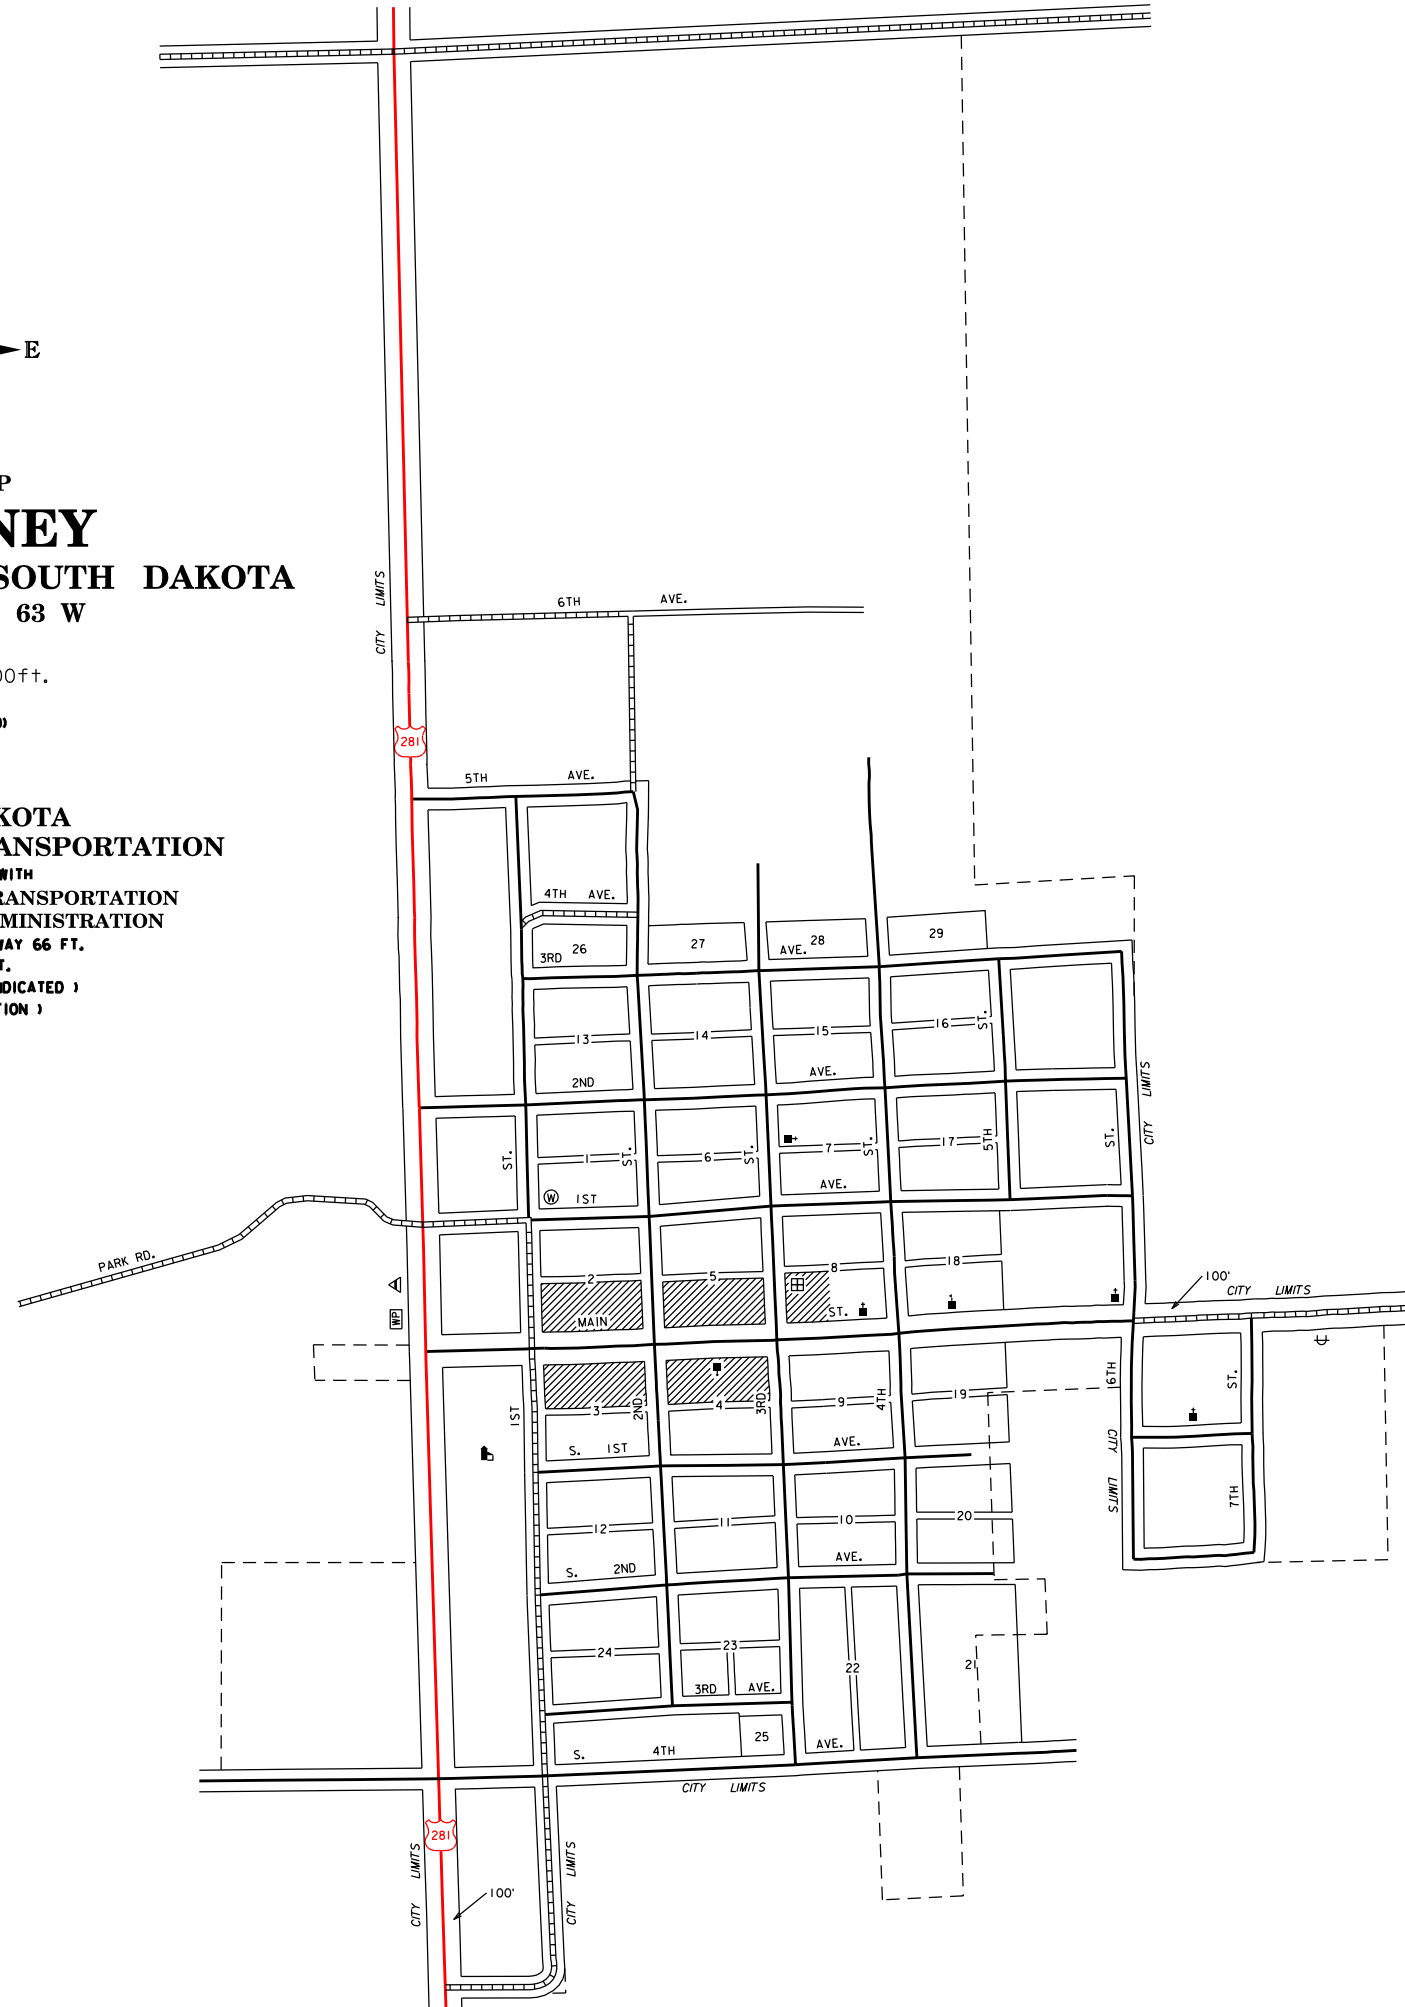 E
P
NEY
SOUTH DAKOTA
63 W
00ft.
KOTA
ANSPORTATION
WITH
RANSPORTATION
MINISTRATION
WAY 66 FT.
T.
DICATED )
TION )
CITY LIMITS
6TH AVE.
281
5TH AVE.
4TH AVE.
3RD 26
27
AVE. 28
29
13
14
15
16
ST.
2ND
AVE.
CITY LIMITS
ST.
1
ST.
6
ST.
7
ST.
17
5TH
ST.
W
1ST
AVE.
PARK RD.
WP
2
5
8
18
MAIN
ST.
100'
CITY LIMITS
1ST
3
2ND
4
3RD
9
4TH
19
6TH
ST.
S. 1ST
AVE.
CITY LIMITS
12
11
10
20
7TH
S. 2ND
AVE.
24
23
22
21
3RD AVE.
S. 4TH
25
AVE.
CITY LIMITS
281
CITY LIMITS
100'
CITY LIMITS